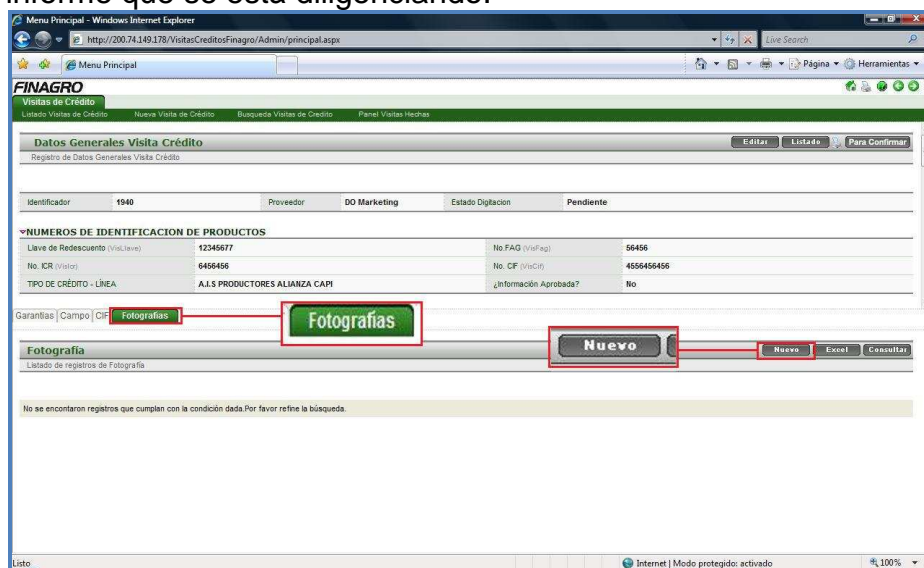 informe que se está diligenciando.
Menu Principal - Windows Internet Explorer
http://200.74.149.178/VisitasCreditosFinagro/Admin/principal.aspx
Live Search
Menu Principal
Página
Herramientas
FINAGRO
Visitas de Crédito
Listado Visitas de Crédito Nueva Visita de Crédito Busqueda Visitas de Credito Panel Visitas Hechas
Datos Generales Visita Crédito
Editar Listado Para Confirmar
Registro de Datos Generales Visita Crédito
Identificador 1940 Proveedor DO Marketing Estado Digitacion Pendiente
NUMEROS DE IDENTIFICACION DE PRODUCTOS
Llave de Redescuento (VisLlave) 12345677 No.FAG (VisFag) 56456
No. ICR (VisIcr) 6456456 No. CIF (VisCif) 4556456456
TIPO DE CRÉDITO - LÍNEA A.I.S PRODUCTORES ALIANZA CAPI ¿Información Aprobada? No
Garantias Campo CIF Fotografías
Fotografías
Nuevo
Fotografía
Nuevo Excel Consultar
Listado de registros de Fotografía
No se encontaron registros que cumplan con la condición dada.Por favor refine la búsqueda.
Listo
Internet | Modo protegido: activado
100%